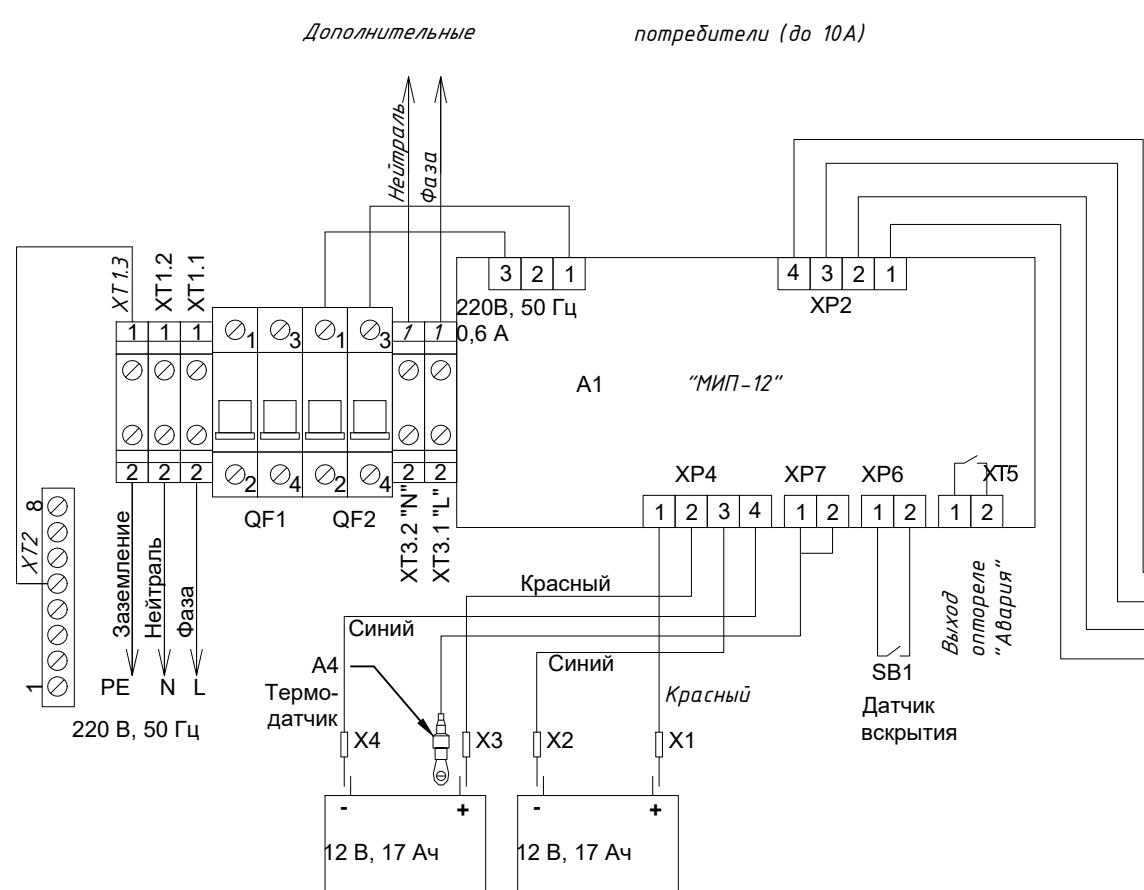 Дополнительные потребители (до 10А)
Нейтраль
Фаза
XT1.3
XT1.2
XT1.1
3 2 1
4 3 2 1
220В, 50 Гц
0,6 А
XP2
1 1 1
1 3 1 3
1 1
А1
"МИП-12"
2 2 2
2 4 2 4
2 2
QF1
QF2
XT3.2 "N"
XT3.1 "L"
XP4
XP7
XP6
XT5
1 2 3 4
1 2
1 2
1 2
8
XT2
1
Заземление
Нейтраль
Фаза
PE
N
L
220 В, 50 Гц
Красный
Синий
Синий
Красный
А4
Термо-
датчик
SB1
Датчик
вскрытия
Выход
оптореле
"Авария"
X4
X3
X2
X1
- +
- +
12 В, 17 Ач
12 В, 17 Ач